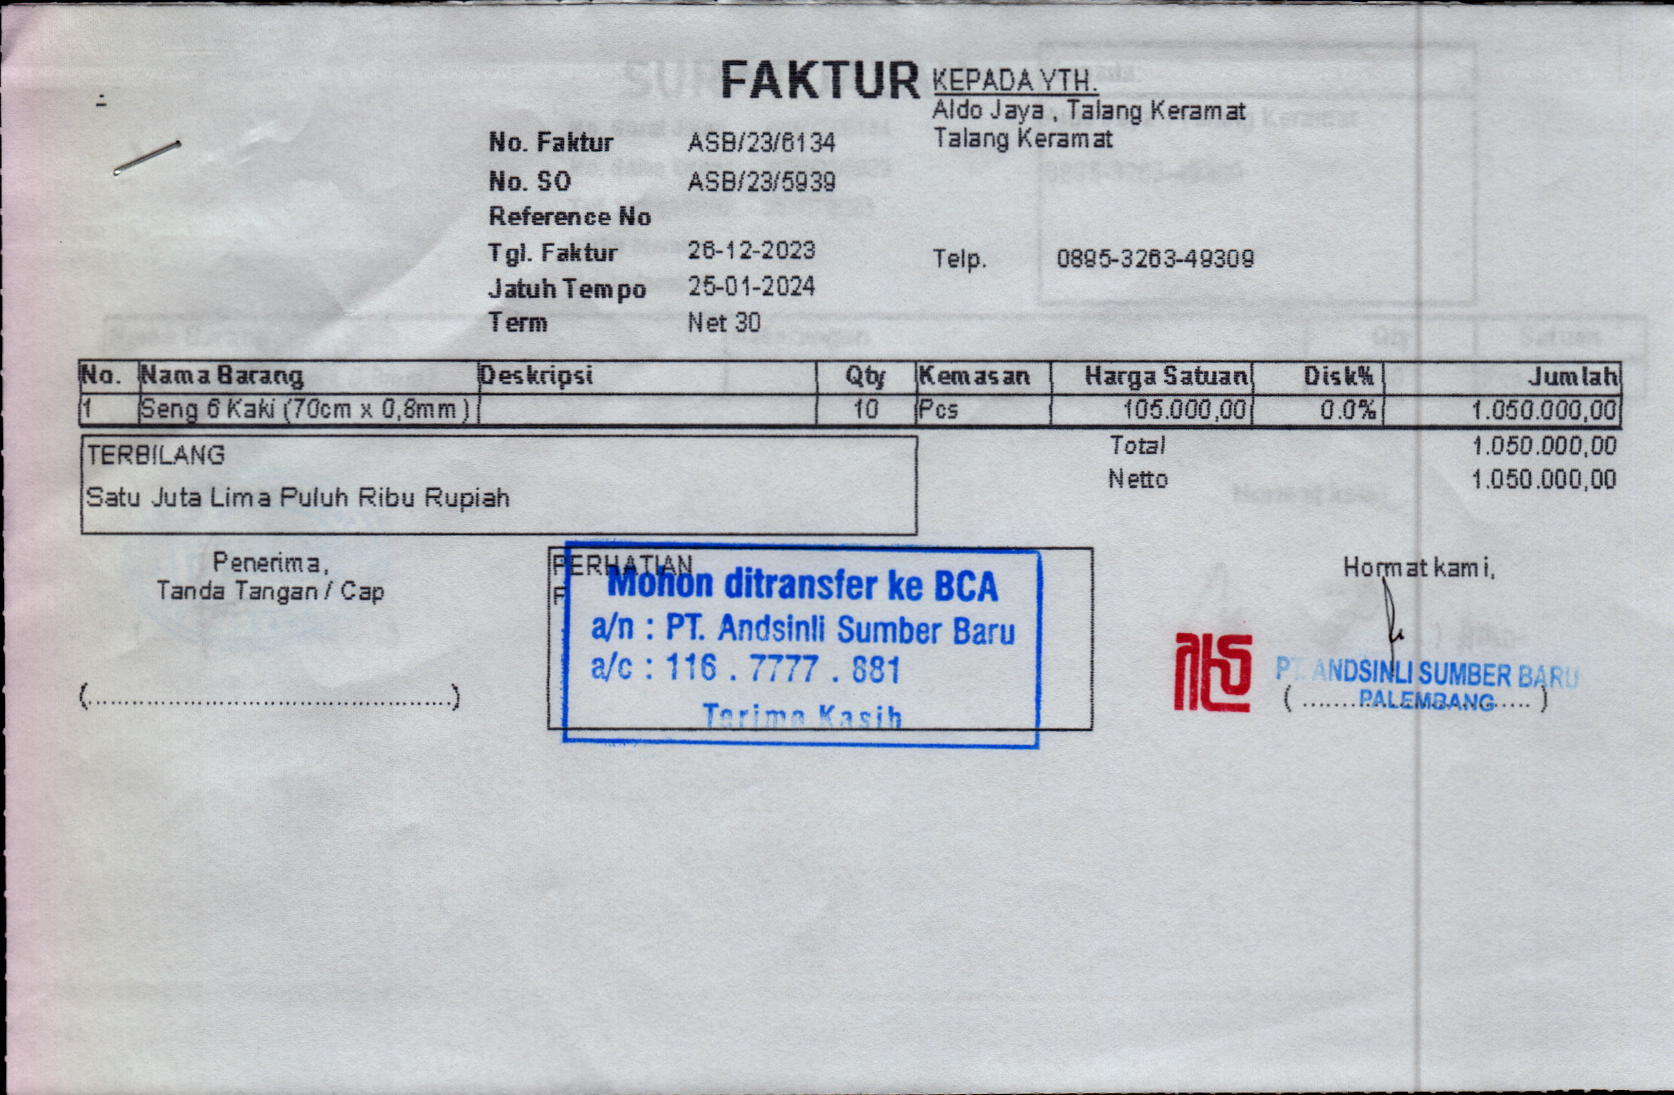 FAKTUR
KEPADA YTH.
Aldo Jaya , Talang Keramat
Talang Keramat
No. Faktur ASB/23/6134
No. SO ASB/23/5939
Reference No
Tgl. Faktur 26-12-2023
Telp. 0895-3263-49309
Jatuh Tempo 25-01-2024
Term Net 30
No. Nama Barang Deskripsi Qty Kemasan Harga Satuan Disk% Jumlah
1 Seng 6 Kaki (70cm x 0,8mm) 10 Pcs 105.000,00 0.0% 1.050.000,00
TERBILANG
Satu Juta Lima Puluh Ribu Rupiah
Total 1.050.000,00
Netto 1.050.000,00
Penerima,
Tanda Tangan / Cap
(...............................................)
PERHATIAN
Mohon ditransfer ke BCA
a/n : PT. Andsinli Sumber Baru
a/c : 116 . 7777 . 881
Terima Kasih
Hormat kami,
PT. ANDSINLI SUMBER BARU
PALEMBANG